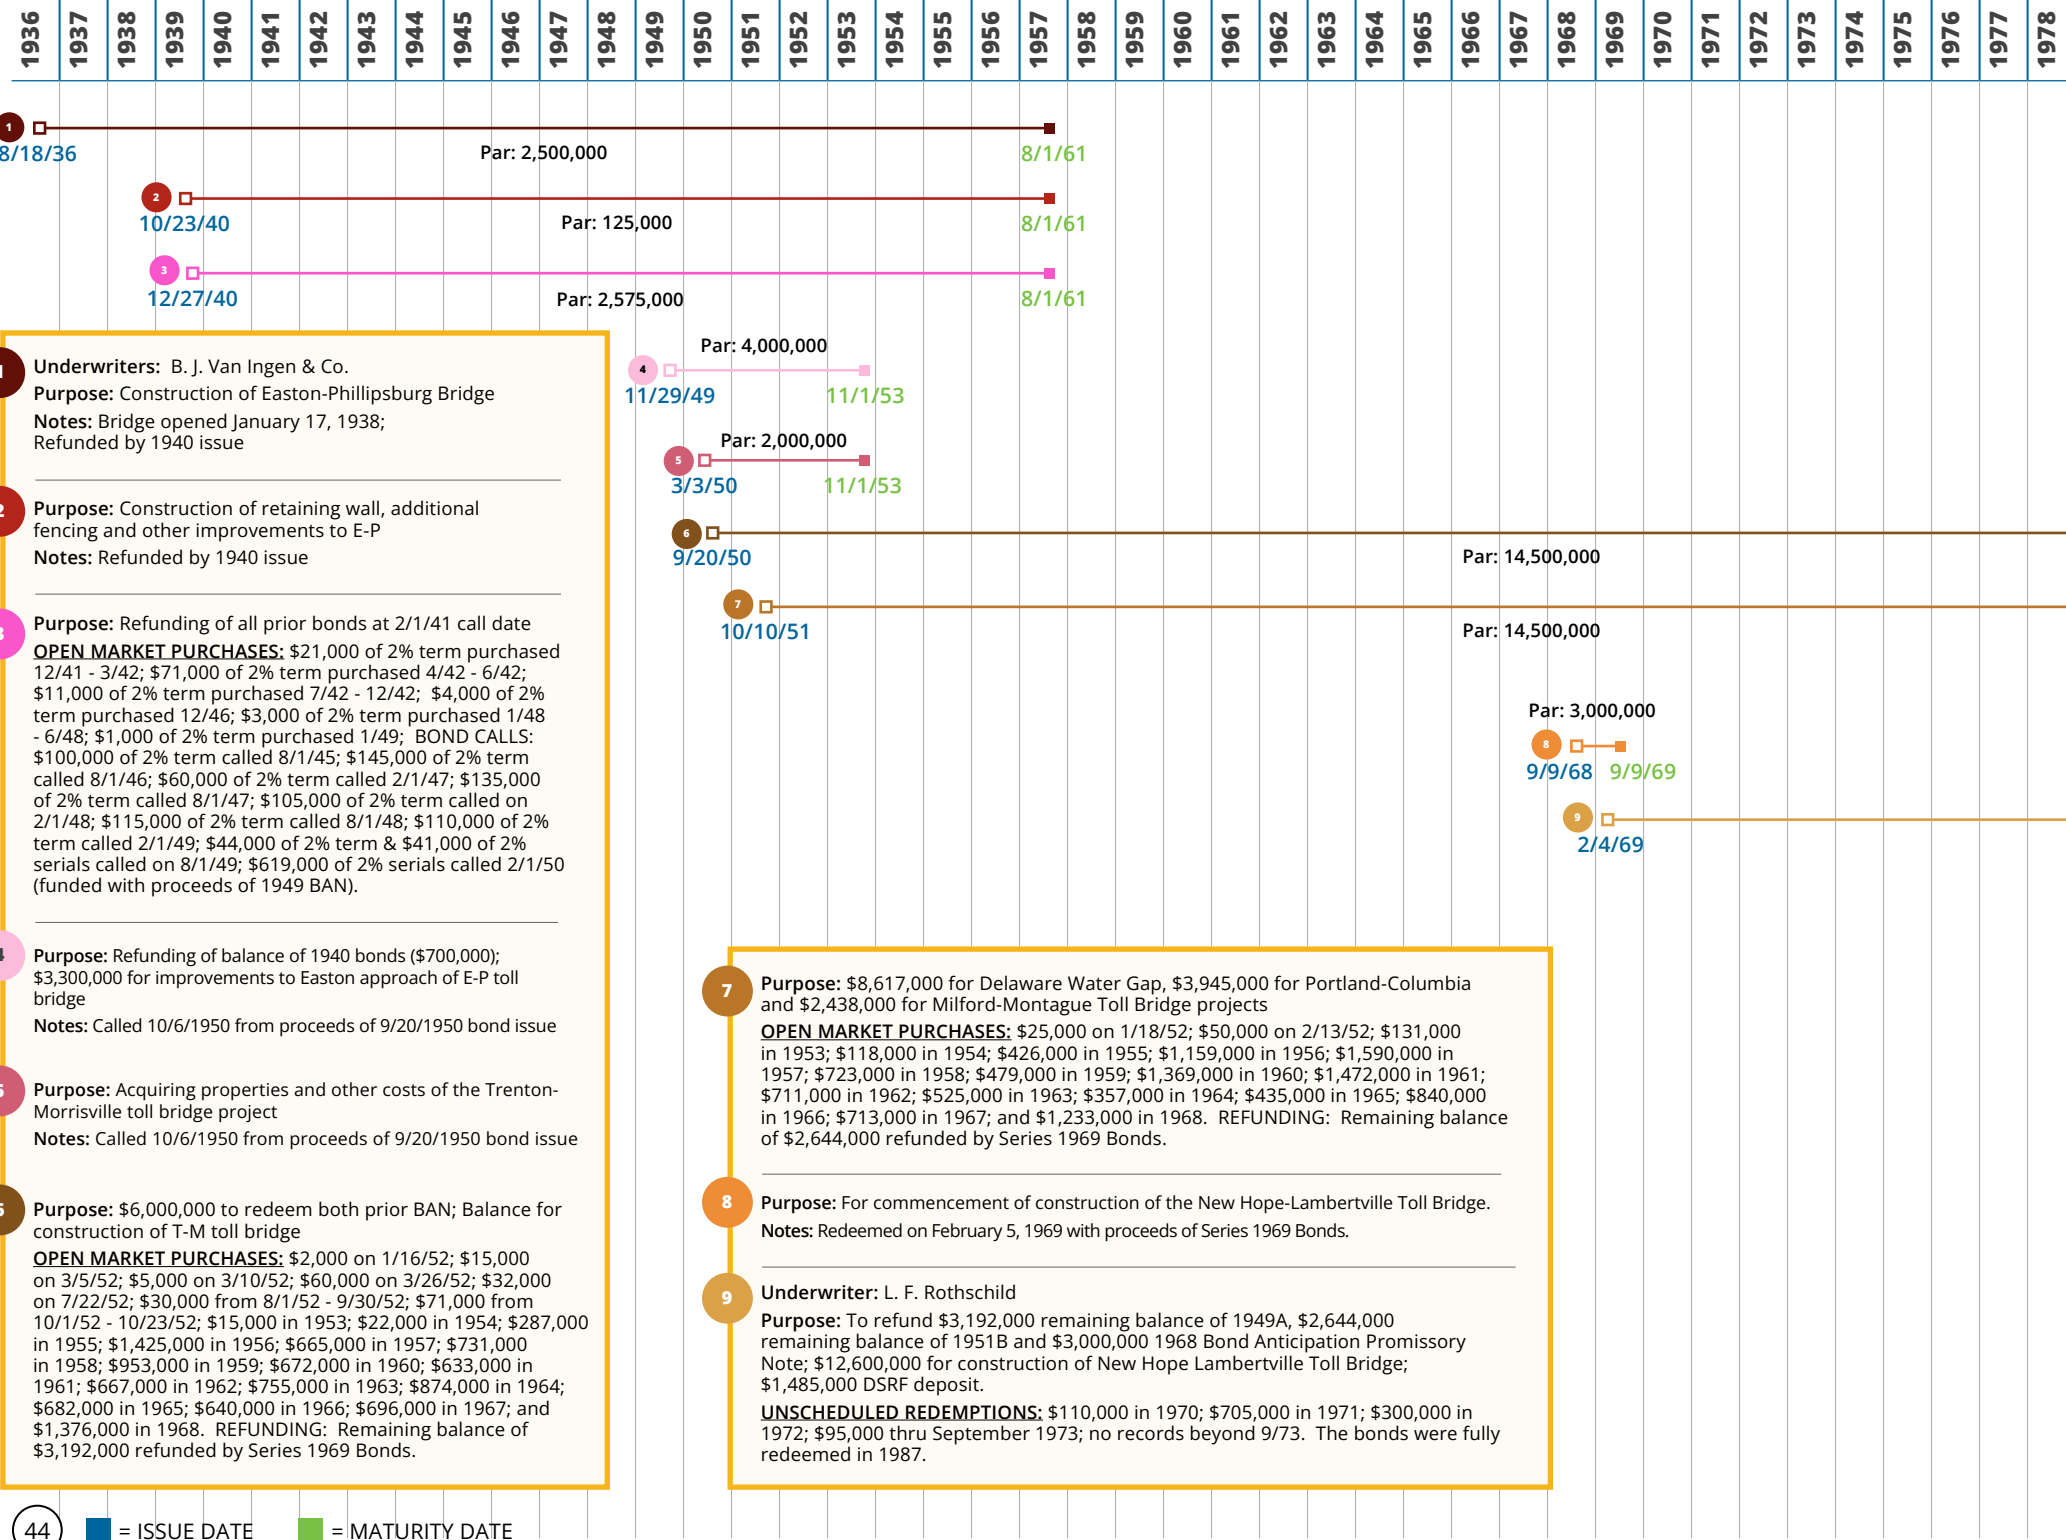 1936 1937 1938 1939 1940 1941 1942 1943 1944 1945 1946 1947 1948 1949 1950 1951 1952 1953 1954 1955 1956 1957 1958 1959 1960 1961 1962 1963 1964 1965 1966 1967 1968 1969 1970 1971 1972 1973 1974 1975 1976 1977 1978
1
8/18/36
Par: 2,500,000
8/1/61
2
10/23/40
Par: 125,000
8/1/61
3
12/27/40
Par: 2,575,000
8/1/61
Par: 4,000,000
4
11/29/49
11/1/53
Par: 2,000,000
5
3/3/50
11/1/53
6
9/20/50
Par: 14,500,000
7
10/10/51
Par: 14,500,000
Par: 3,000,000
8
9/9/68
9/9/69
9
2/4/69
1
Underwriters: B. J. Van Ingen & Co.
Purpose: Construction of Easton-Phillipsburg Bridge
Notes: Bridge opened January 17, 1938;
Refunded by 1940 issue
2
Purpose: Construction of retaining wall, additional
fencing and other improvements to E-P
Notes: Refunded by 1940 issue
3
Purpose: Refunding of all prior bonds at 2/1/41 call date
OPEN MARKET PURCHASES: $21,000 of 2% term purchased
12/41 - 3/42; $71,000 of 2% term purchased 4/42 - 6/42;
$11,000 of 2% term purchased 7/42 - 12/42; $4,000 of 2%
term purchased 12/46; $3,000 of 2% term purchased 1/48
- 6/48; $1,000 of 2% term purchased 1/49; BOND CALLS:
$100,000 of 2% term called 8/1/45; $145,000 of 2% term
called 8/1/46; $60,000 of 2% term called 2/1/47; $135,000
of 2% term called 8/1/47; $105,000 of 2% term called on
2/1/48; $115,000 of 2% term called 8/1/48; $110,000 of 2%
term called 2/1/49; $44,000 of 2% term & $41,000 of 2%
serials called on 8/1/49; $619,000 of 2% serials called 2/1/50
(funded with proceeds of 1949 BAN).
4
Purpose: Refunding of balance of 1940 bonds ($700,000);
$3,300,000 for improvements to Easton approach of E-P toll
bridge
Notes: Called 10/6/1950 from proceeds of 9/20/1950 bond issue
5
Purpose: Acquiring properties and other costs of the Trenton-
Morrisville toll bridge project
Notes: Called 10/6/1950 from proceeds of 9/20/1950 bond issue
6
Purpose: $6,000,000 to redeem both prior BAN; Balance for
construction of T-M toll bridge
OPEN MARKET PURCHASES: $2,000 on 1/16/52; $15,000
on 3/5/52; $5,000 on 3/10/52; $60,000 on 3/26/52; $32,000
on 7/22/52; $30,000 from 8/1/52 - 9/30/52; $71,000 from
10/1/52 - 10/23/52; $15,000 in 1953; $22,000 in 1954; $287,000
in 1955; $1,425,000 in 1956; $665,000 in 1957; $731,000
in 1958; $953,000 in 1959; $672,000 in 1960; $633,000 in
1961; $667,000 in 1962; $755,000 in 1963; $874,000 in 1964;
$682,000 in 1965; $640,000 in 1966; $696,000 in 1967; and
$1,376,000 in 1968. REFUNDING: Remaining balance of
$3,192,000 refunded by Series 1969 Bonds.
7
Purpose: $8,617,000 for Delaware Water Gap, $3,945,000 for Portland-Columbia
and $2,438,000 for Milford-Montague Toll Bridge projects
OPEN MARKET PURCHASES: $25,000 on 1/18/52; $50,000 on 2/13/52; $131,000
in 1953; $118,000 in 1954; $426,000 in 1955; $1,159,000 in 1956; $1,590,000 in
1957; $723,000 in 1958; $479,000 in 1959; $1,369,000 in 1960; $1,472,000 in 1961;
$711,000 in 1962; $525,000 in 1963; $357,000 in 1964; $435,000 in 1965; $840,000
in 1966; $713,000 in 1967; and $1,233,000 in 1968. REFUNDING: Remaining balance
of $2,644,000 refunded by Series 1969 Bonds.
8
Purpose: For commencement of construction of the New Hope-Lambertville Toll Bridge.
Notes: Redeemed on February 5, 1969 with proceeds of Series 1969 Bonds.
9
Underwriter: L. F. Rothschild
Purpose: To refund $3,192,000 remaining balance of 1949A, $2,644,000
remaining balance of 1951B and $3,000,000 1968 Bond Anticipation Promissory
Note; $12,600,000 for construction of New Hope Lambertville Toll Bridge;
$1,485,000 DSRF deposit.
UNSCHEDULED REDEMPTIONS: $110,000 in 1970; $705,000 in 1971; $300,000 in
1972; $95,000 thru September 1973; no records beyond 9/73. The bonds were fully
redeemed in 1987.
44
= ISSUE DATE
= MATURITY DATE